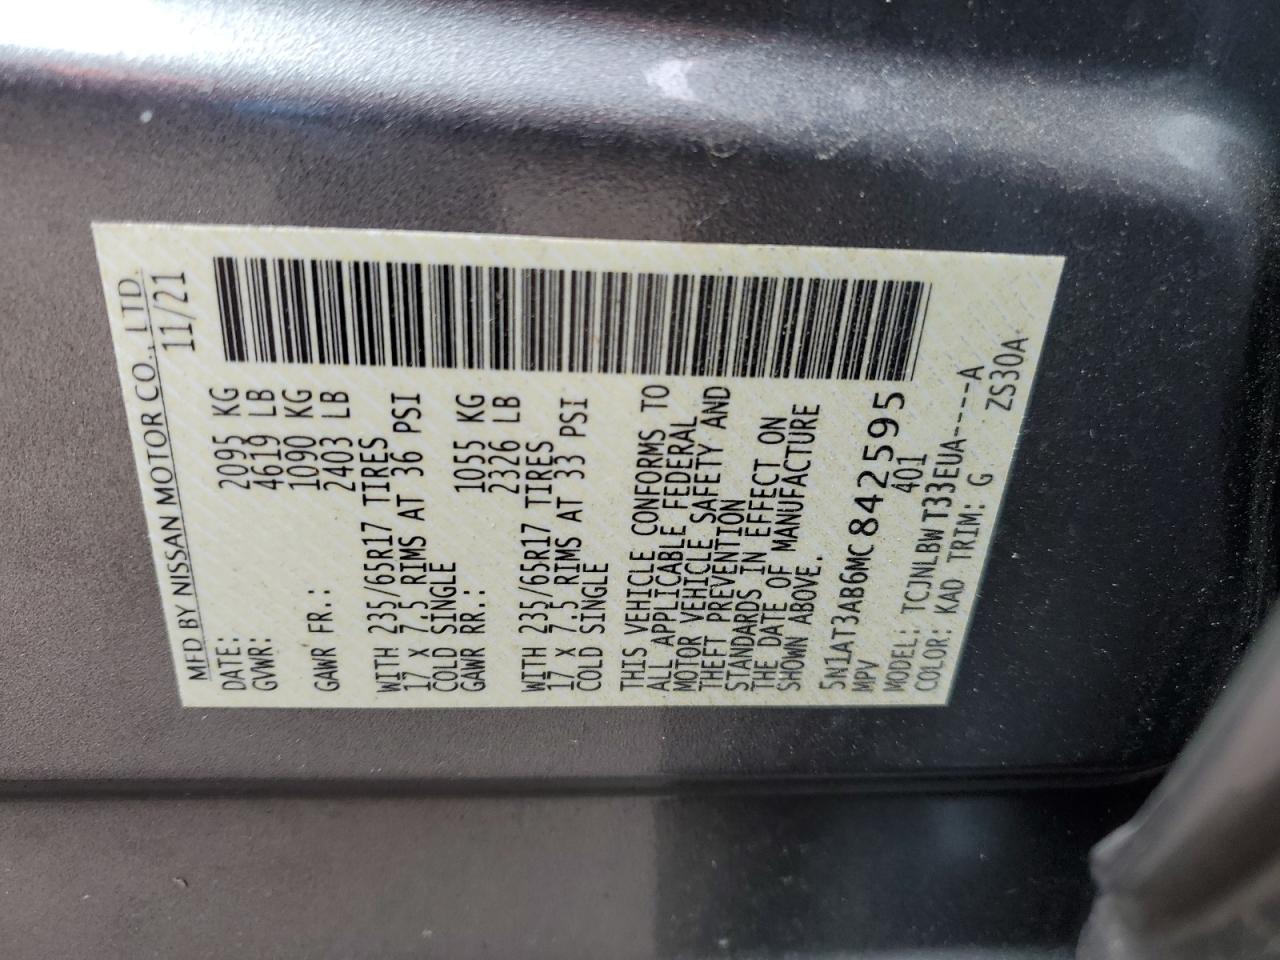 MFD BY NISSAN MOTOR CO., LTD.
DATE: 11/21
GVWR: 2095 KG
4619 LB
GAWR FR.: 1090 KG
2403 LB
WITH 235/65R17 TIRES
17 X 7.5 RIMS AT 36 PSI
COLD SINGLE
GAWR RR.: 1055 KG
2326 LB
WITH 235/65R17 TIRES
17 X 7.5 RIMS AT 33 PSI
COLD SINGLE
THIS VEHICLE CONFORMS TO
ALL APPLICABLE FEDERAL
MOTOR VEHICLE SAFETY AND
THEFT PREVENTION
STANDARDS IN EFFECT ON
THE DATE OF MANUFACTURE
SHOWN ABOVE.
5N1AT3AB6MC842595
MPV 401
MODEL: TCJNLBWT33EUA----A
COLOR: KAD TRIM: G ZS30A